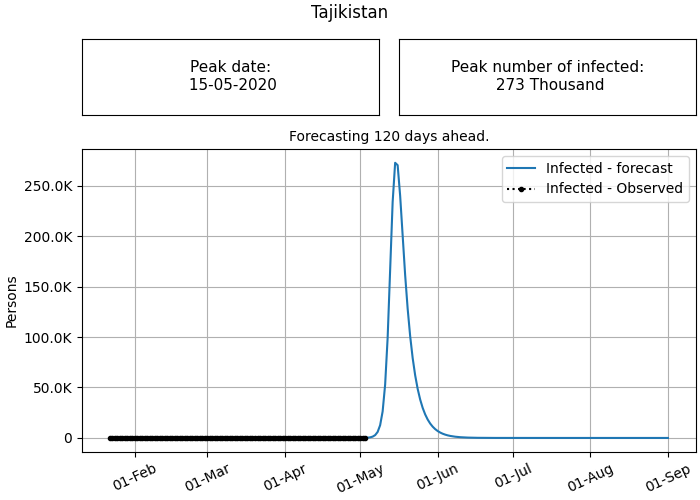 Tajikistan
Peak date:
15-05-2020
Peak number of infected:
273 Thousand
Forecasting 120 days ahead.
Infected - forecast
Infected - Observed
Persons
250.0K
200.0K
150.0K
100.0K
50.0K
0
01-Feb
01-Mar
01-Apr
01-May
01-Jun
01-Jul
01-Aug
01-Sep